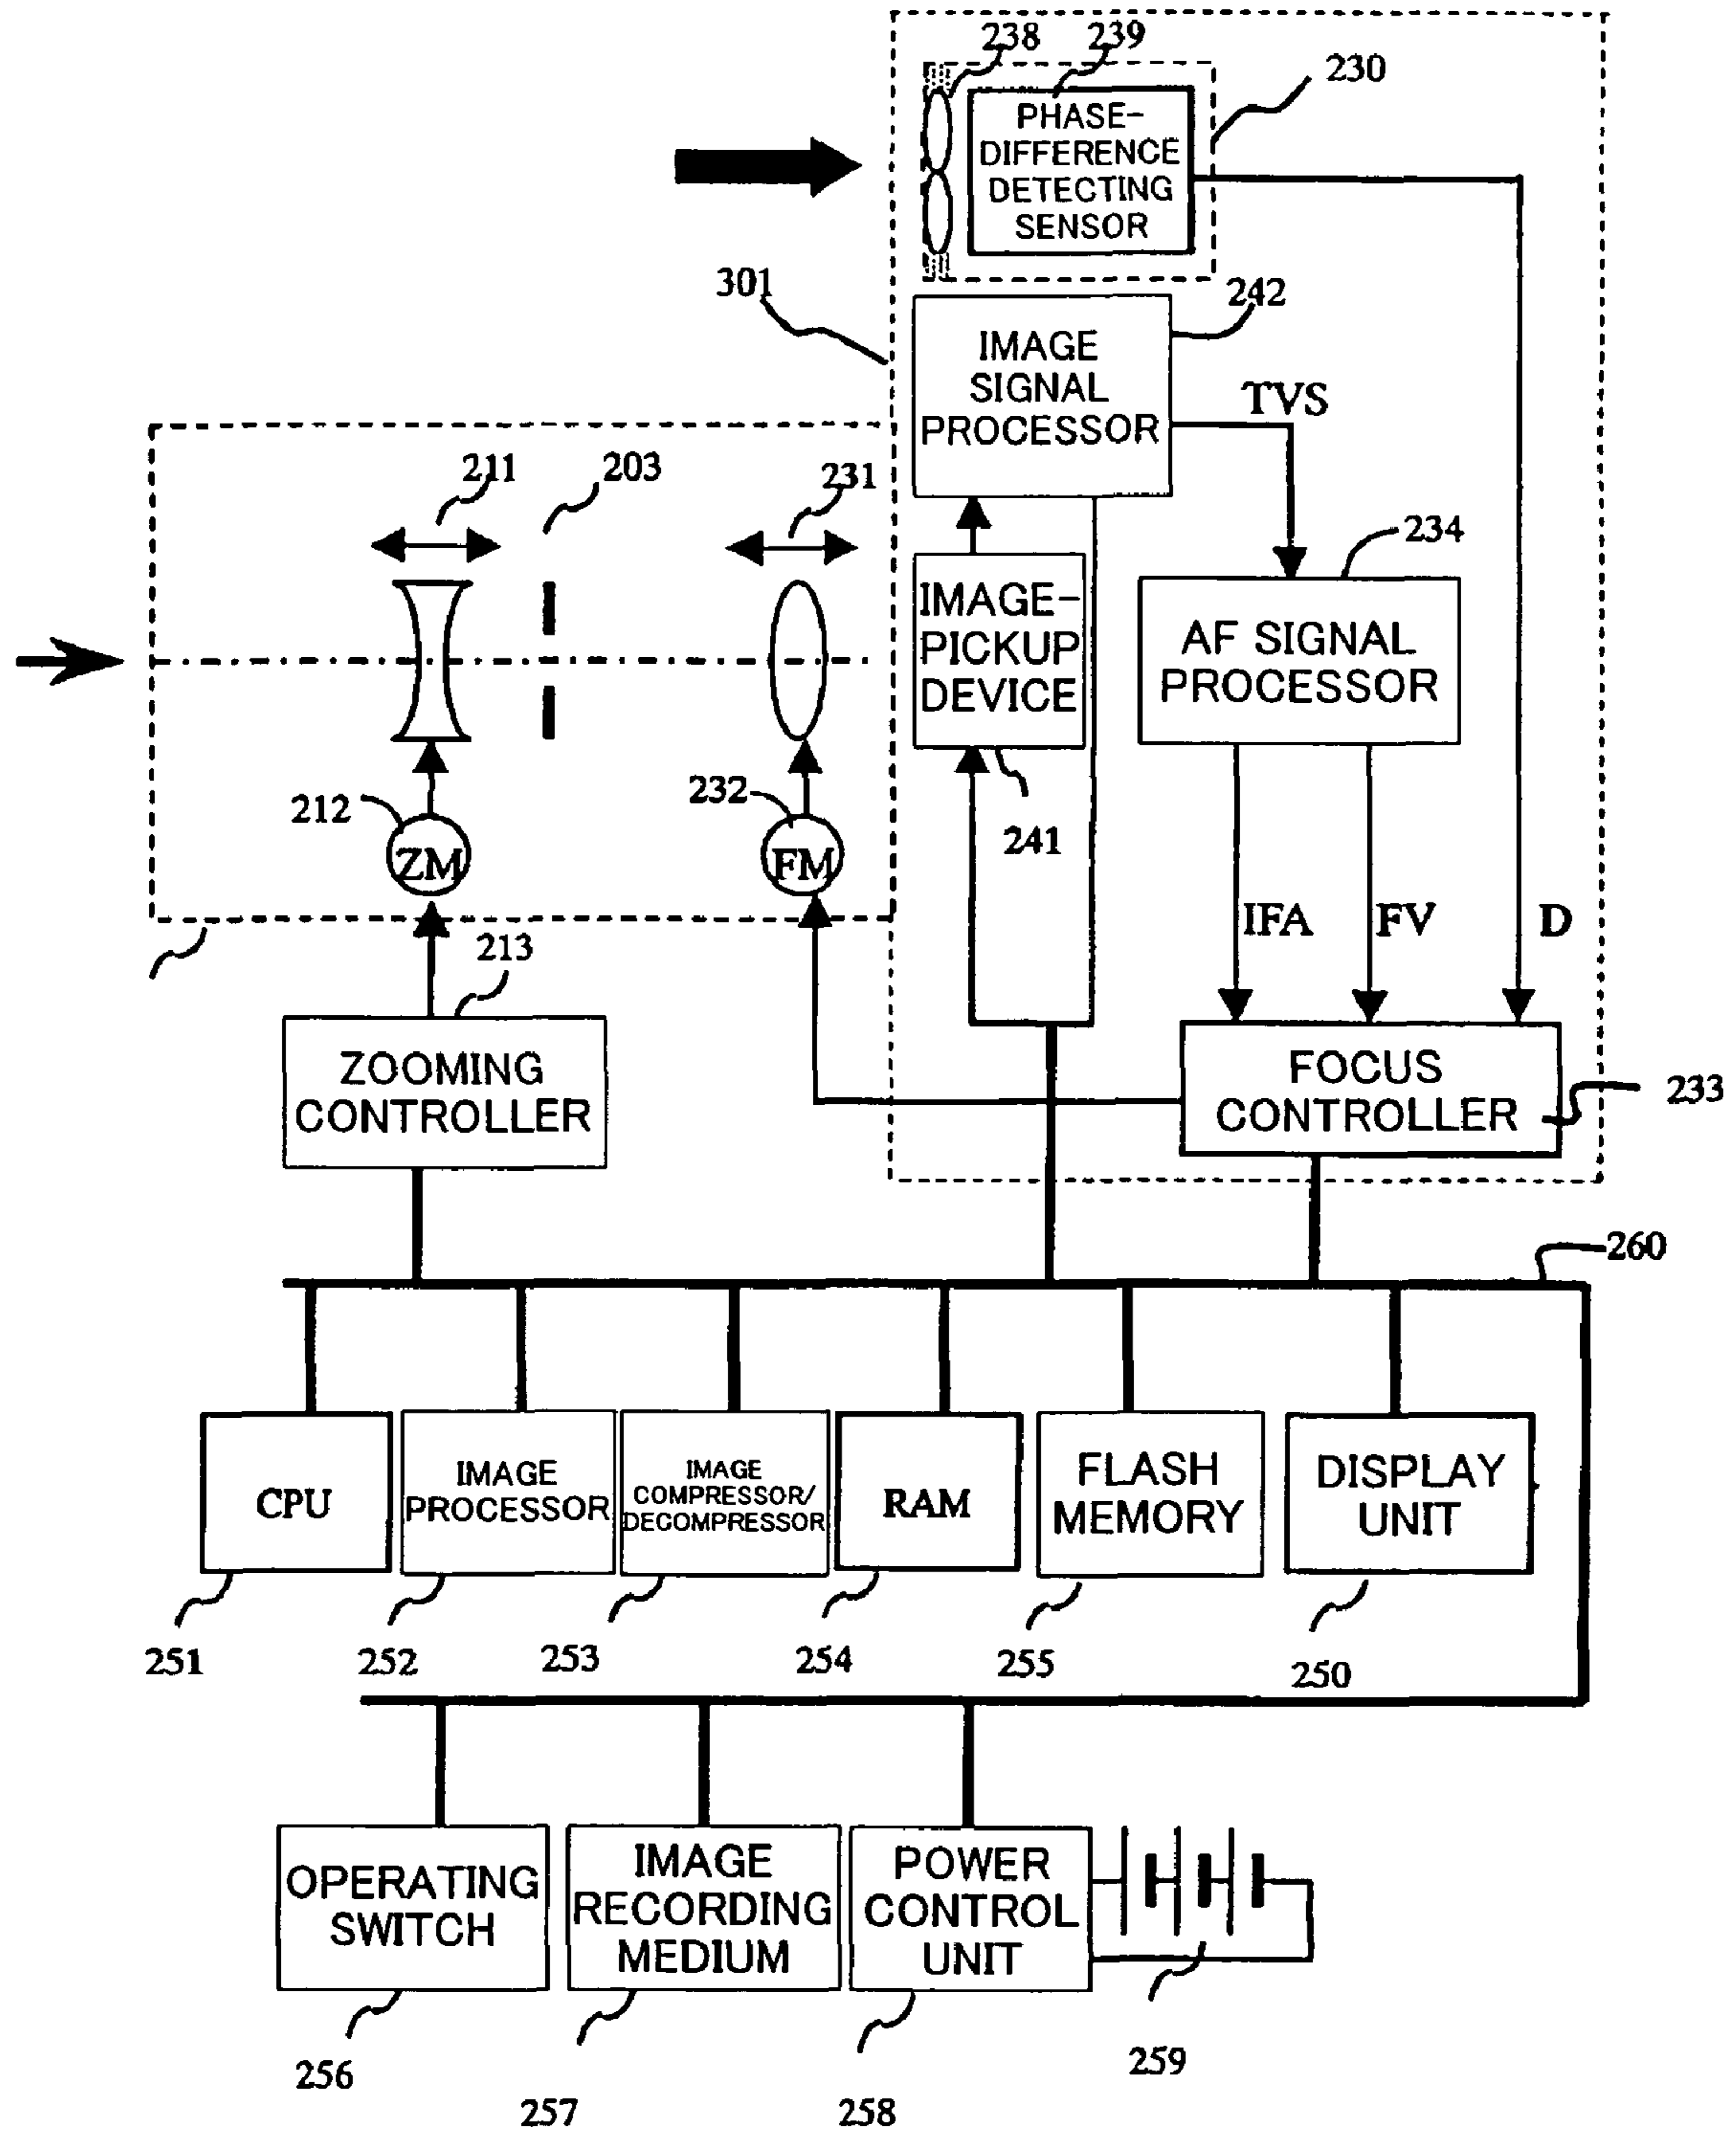 238
239
230
PHASE-
DIFFERENCE
DETECTING
SENSOR
301
242
IMAGE
SIGNAL
PROCESSOR
TVS
211
203
231
234
IMAGE-
PICKUP
DEVICE
AF SIGNAL
PROCESSOR
212
ZM
232
FM
241
IFA
FV
D
213
ZOOMING
CONTROLLER
FOCUS
CONTROLLER
233
260
CPU
IMAGE
PROCESSOR
IMAGE
COMPRESSOR/
DECOMPRESSOR
RAM
FLASH
MEMORY
DISPLAY
UNIT
251
252
253
254
255
250
OPERATING
SWITCH
IMAGE
RECORDING
MEDIUM
POWER
CONTROL
UNIT
256
257
258
259